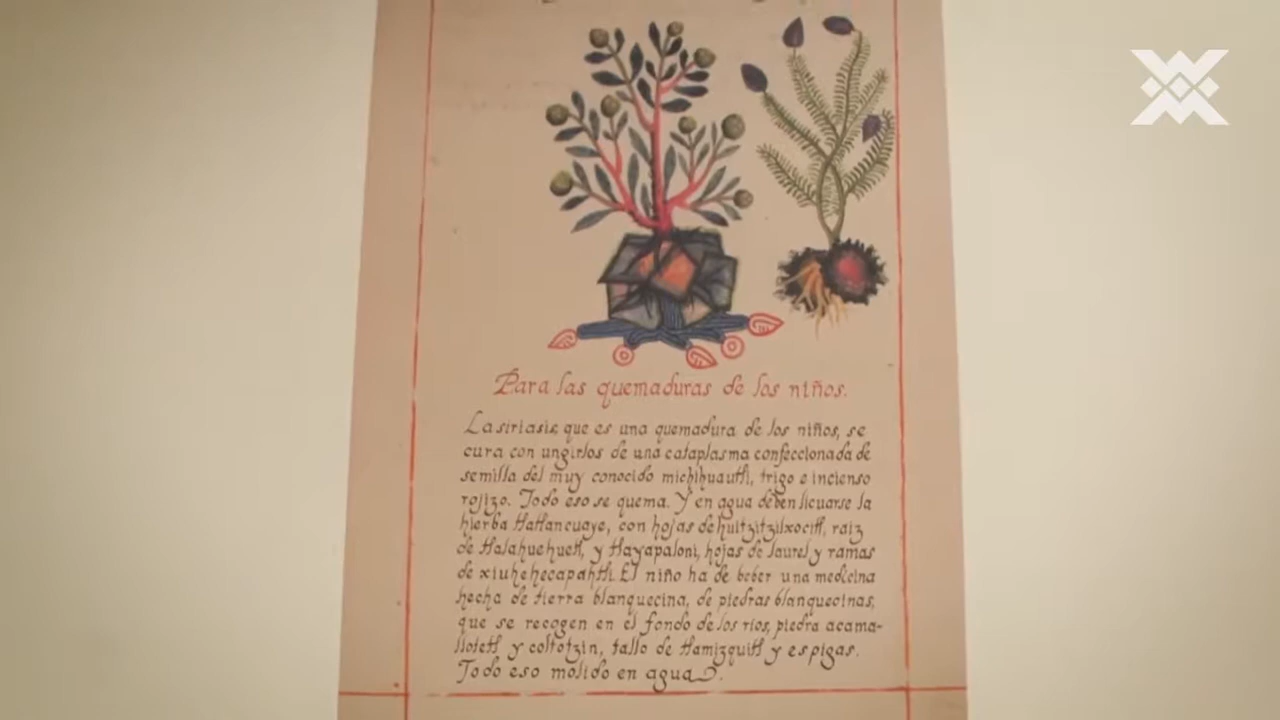 Para las quemaduras de los niños.
La siriasis, que es una quemadura de los niños, se
cura con ungirlos de una cataplasma confeccionada de
semilla del muy conocido michihuautli, trigo e incienso
rojizo. Todo eso se quema. Y en agua deben licuarse la
hierba tlatlancuaye, con hojas de huitzitzilxocitl, raiz
de tlalahuehuetl, y tlayapaloni, hojas de laurel y ramas
de xiuhehecapahtli. El niño ha de beber una medicina
hecha de tierra blanquecina, de piedras blanquecinas,
que se recogen en el fondo de los ríos, piedra acama-
llotetl y coltotzin, tallo de tlamizquitl y espigas.
Todo eso molido en agua.